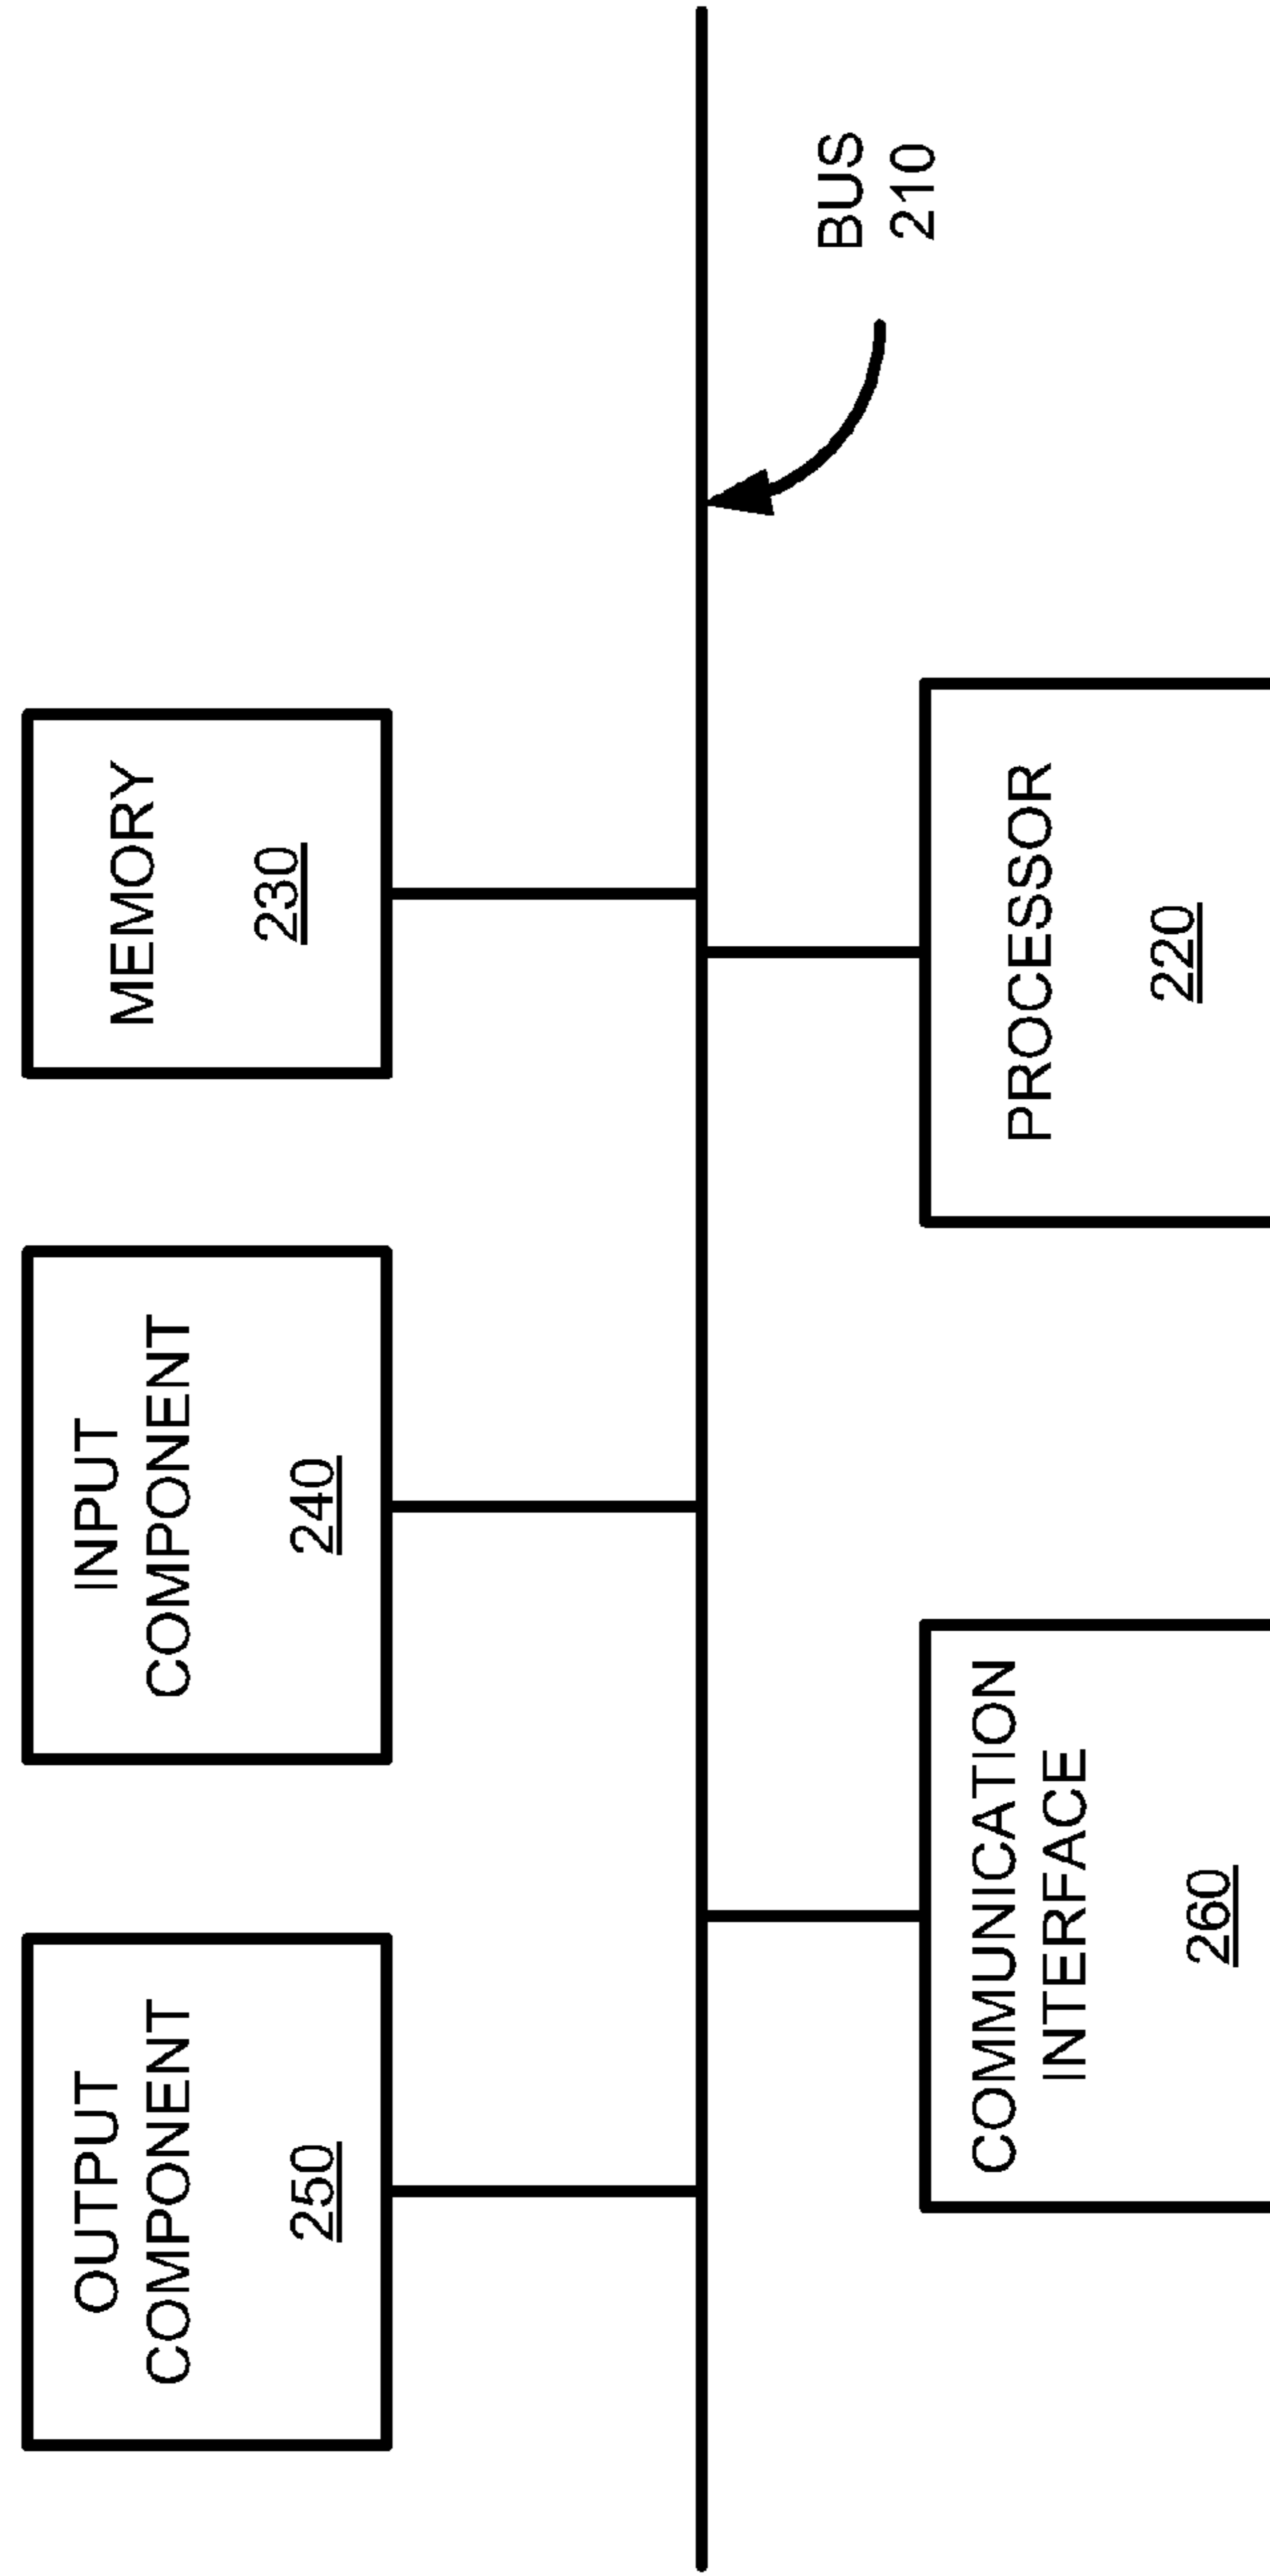 OUTPUT
COMPONENT
250
INPUT
COMPONENT
240
MEMORY
230
BUS
210
COMMUNICATION
INTERFACE
260
PROCESSOR
220